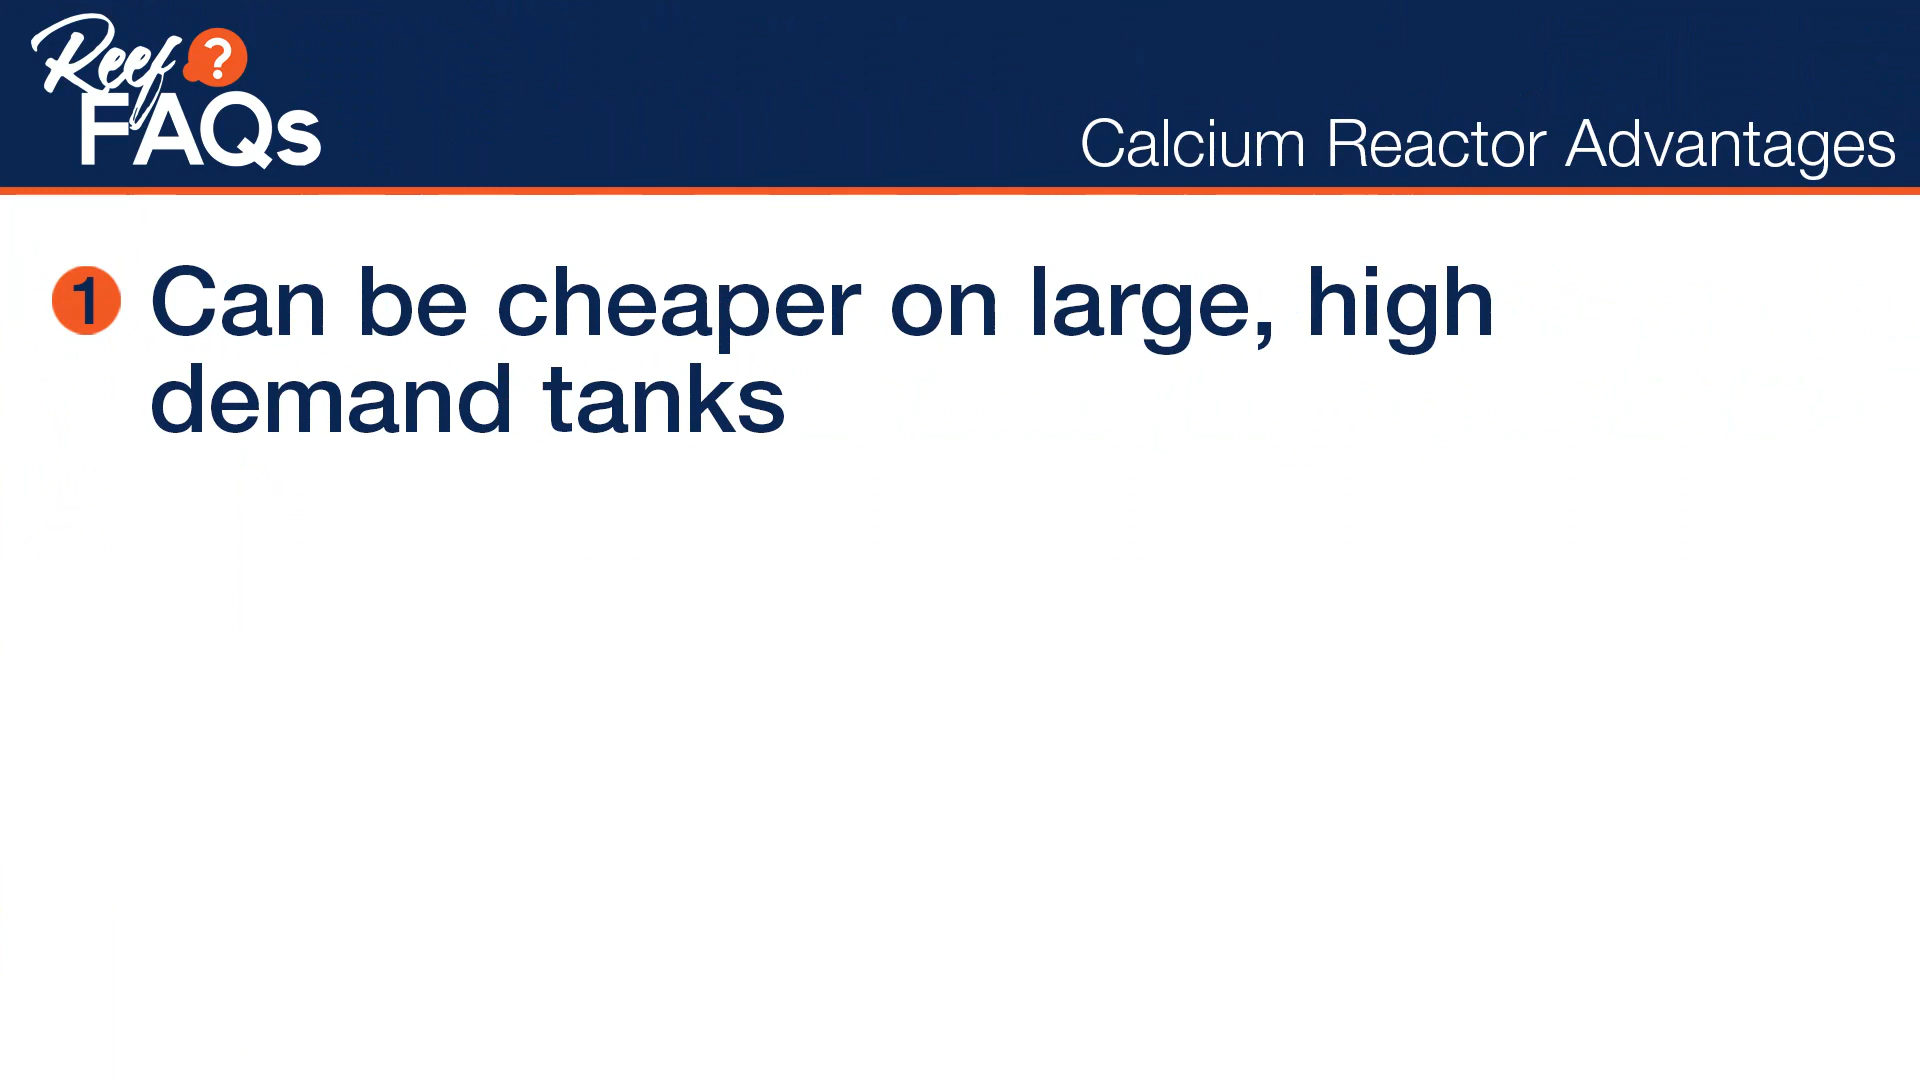 Reef ?
FAQs
Calcium Reactor Advantages
1 Can be cheaper on large, high
demand tanks